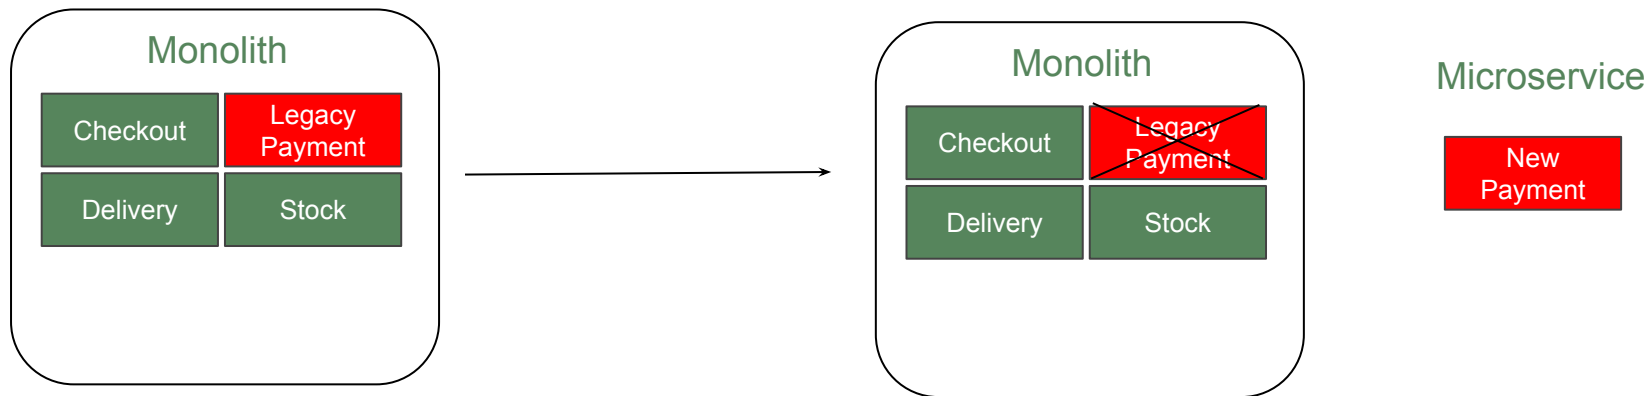 Monolith
Checkout
Legacy
Payment
Delivery
Stock
Monolith
Checkout
Legacy
Payment
Delivery
Stock
Microservice
New
Payment